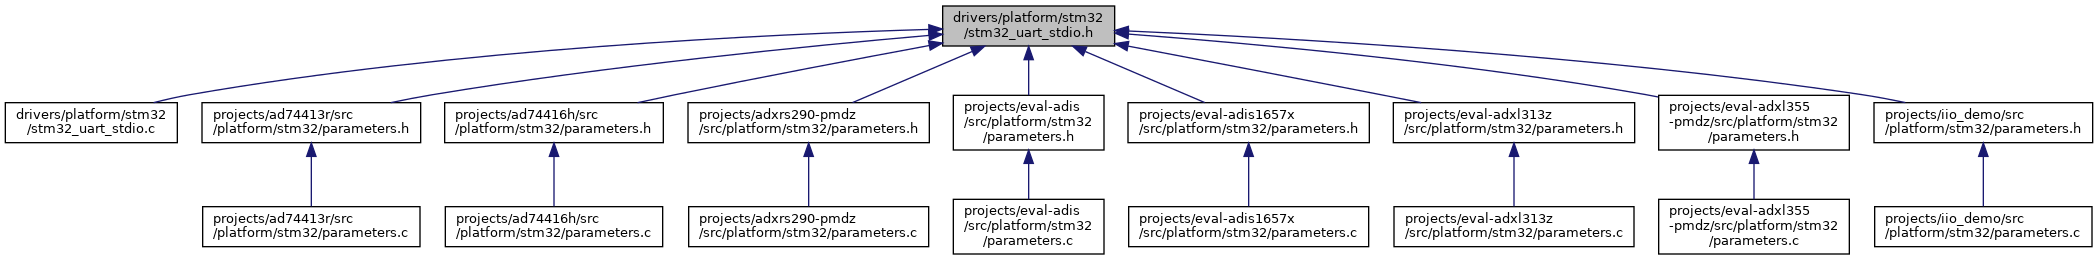 drivers/platform/stm32
/stm32_uart_stdio.h
drivers/platform/stm32
/stm32_uart_stdio.c
projects/ad74413r/src
/platform/stm32/parameters.h
projects/ad74416h/src
/platform/stm32/parameters.h
projects/adxrs290-pmdz
/src/platform/stm32/parameters.h
projects/eval-adis
/src/platform/stm32
/parameters.h
projects/eval-adis1657x
/src/platform/stm32/parameters.h
projects/eval-adxl313z
/src/platform/stm32/parameters.h
projects/eval-adxl355
-pmdz/src/platform/stm32
/parameters.h
projects/iio_demo/src
/platform/stm32/parameters.h
projects/ad74413r/src
/platform/stm32/parameters.c
projects/ad74416h/src
/platform/stm32/parameters.c
projects/adxrs290-pmdz
/src/platform/stm32/parameters.c
projects/eval-adis
/src/platform/stm32
/parameters.c
projects/eval-adis1657x
/src/platform/stm32/parameters.c
projects/eval-adxl313z
/src/platform/stm32/parameters.c
projects/eval-adxl355
-pmdz/src/platform/stm32
/parameters.c
projects/iio_demo/src
/platform/stm32/parameters.c